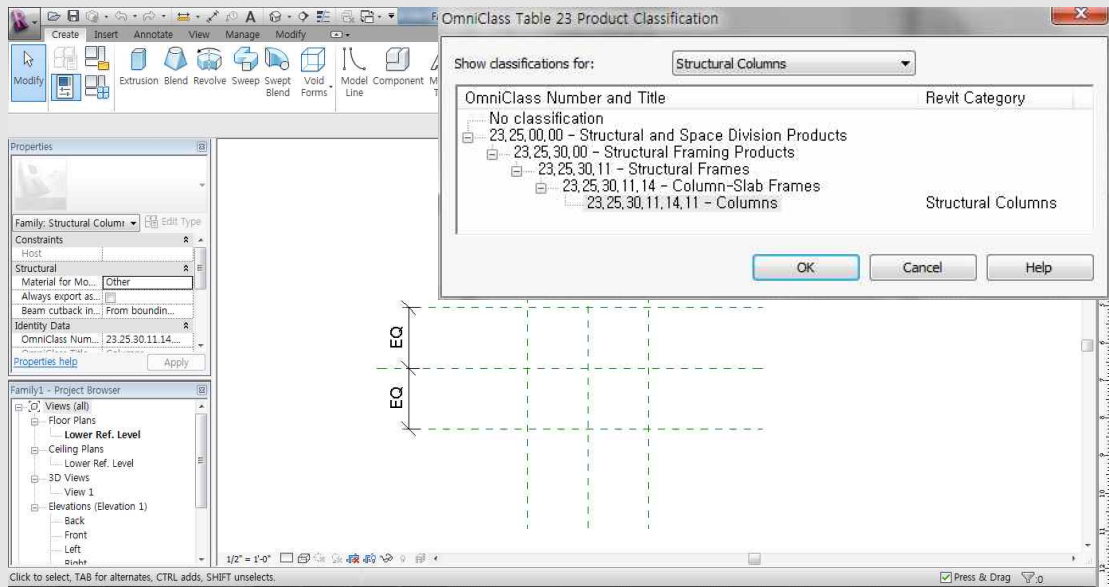 OmniClass Table 23 Product Classification
Create Insert Annotate View Manage Modify
Modify
Extrusion Blend Revolve Sweep Swept Blend Void Forms Model Line Component
Show classifications for: Structural Columns
OmniClass Number and Title Revit Category
No classification
23,25,00,00 - Structural and Space Division Products
23,25,30,00 - Structural Framing Products
23,25,30,11 - Structural Frames
23,25,30,11,14 - Column-Slab Frames
23,25,30,11,14,11 - Columns Structural Columns
OK Cancel Help
Properties
Family: Structural Colum Edit Type
Constraints
Host
Structural
Material for Mo... Other
Always export as...
Beam cutback in... From boundin...
Identity Data
OmniClass Num... 23.25.30.11.14....
Properties help Apply
EQ
EQ
Family1 - Project Browser
Views (all)
Floor Plans
Lower Ref. Level
Ceiling Plans
Lower Ref. Level
3D Views
View 1
Elevations (Elevation 1)
Back
Front
Left
Right
1/2" = 1'-0"
Click to select, TAB for alternates, CTRL adds, SHIFT unselects.
Press & Drag :0